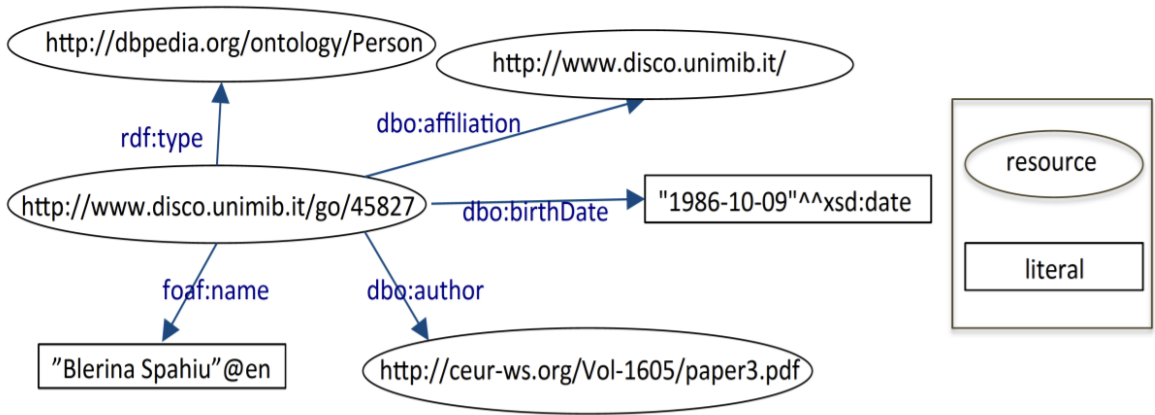 http://dbpedia.org/ontology/Person
http://www.disco.unimib.it/
rdf:type
dbo:affiliation
resource
http://www.disco.unimib.it/go/45827
dbo:birthDate
"1986-10-09"^^xsd:date
literal
foaf:name
dbo:author
”Blerina Spahiu”@en
http://ceur-ws.org/Vol-1605/paper3.pdf